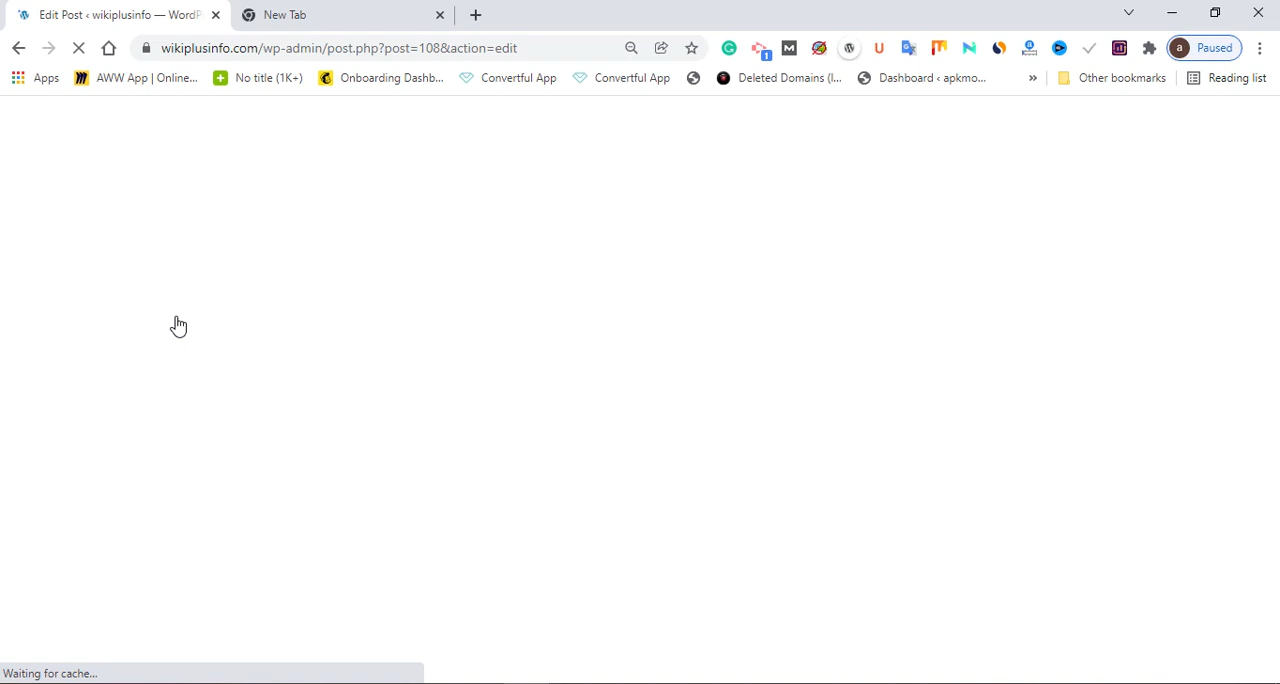 Edit Post ‹ wikiplusinfo — WordP
New Tab
wikiplusinfo.com/wp-admin/post.php?post=108&action=edit
1
M
U
a
Paused
Apps
AWW App | Online...
No title (1K+)
Onboarding Dashb...
Convertful App
Convertful App
Deleted Domains (l...
Dashboard ‹ apkmo...
»
Other bookmarks
Reading list
Waiting for cache...